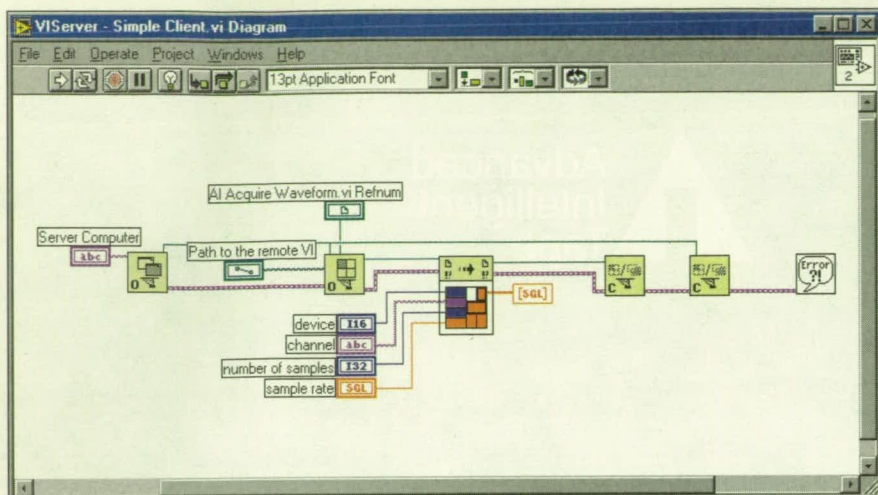 VIServer - Simple Client.vi Diagram
File Edit Operate Project Windows Help
13pt Application Font
2
AI Acquire Waveform.vi Refnum
Server Computer
abc
Path to the remote VI
O
O
C
C
Error
?!
[SGL]
device I16
channel abc
number of samples I32
sample rate SGL